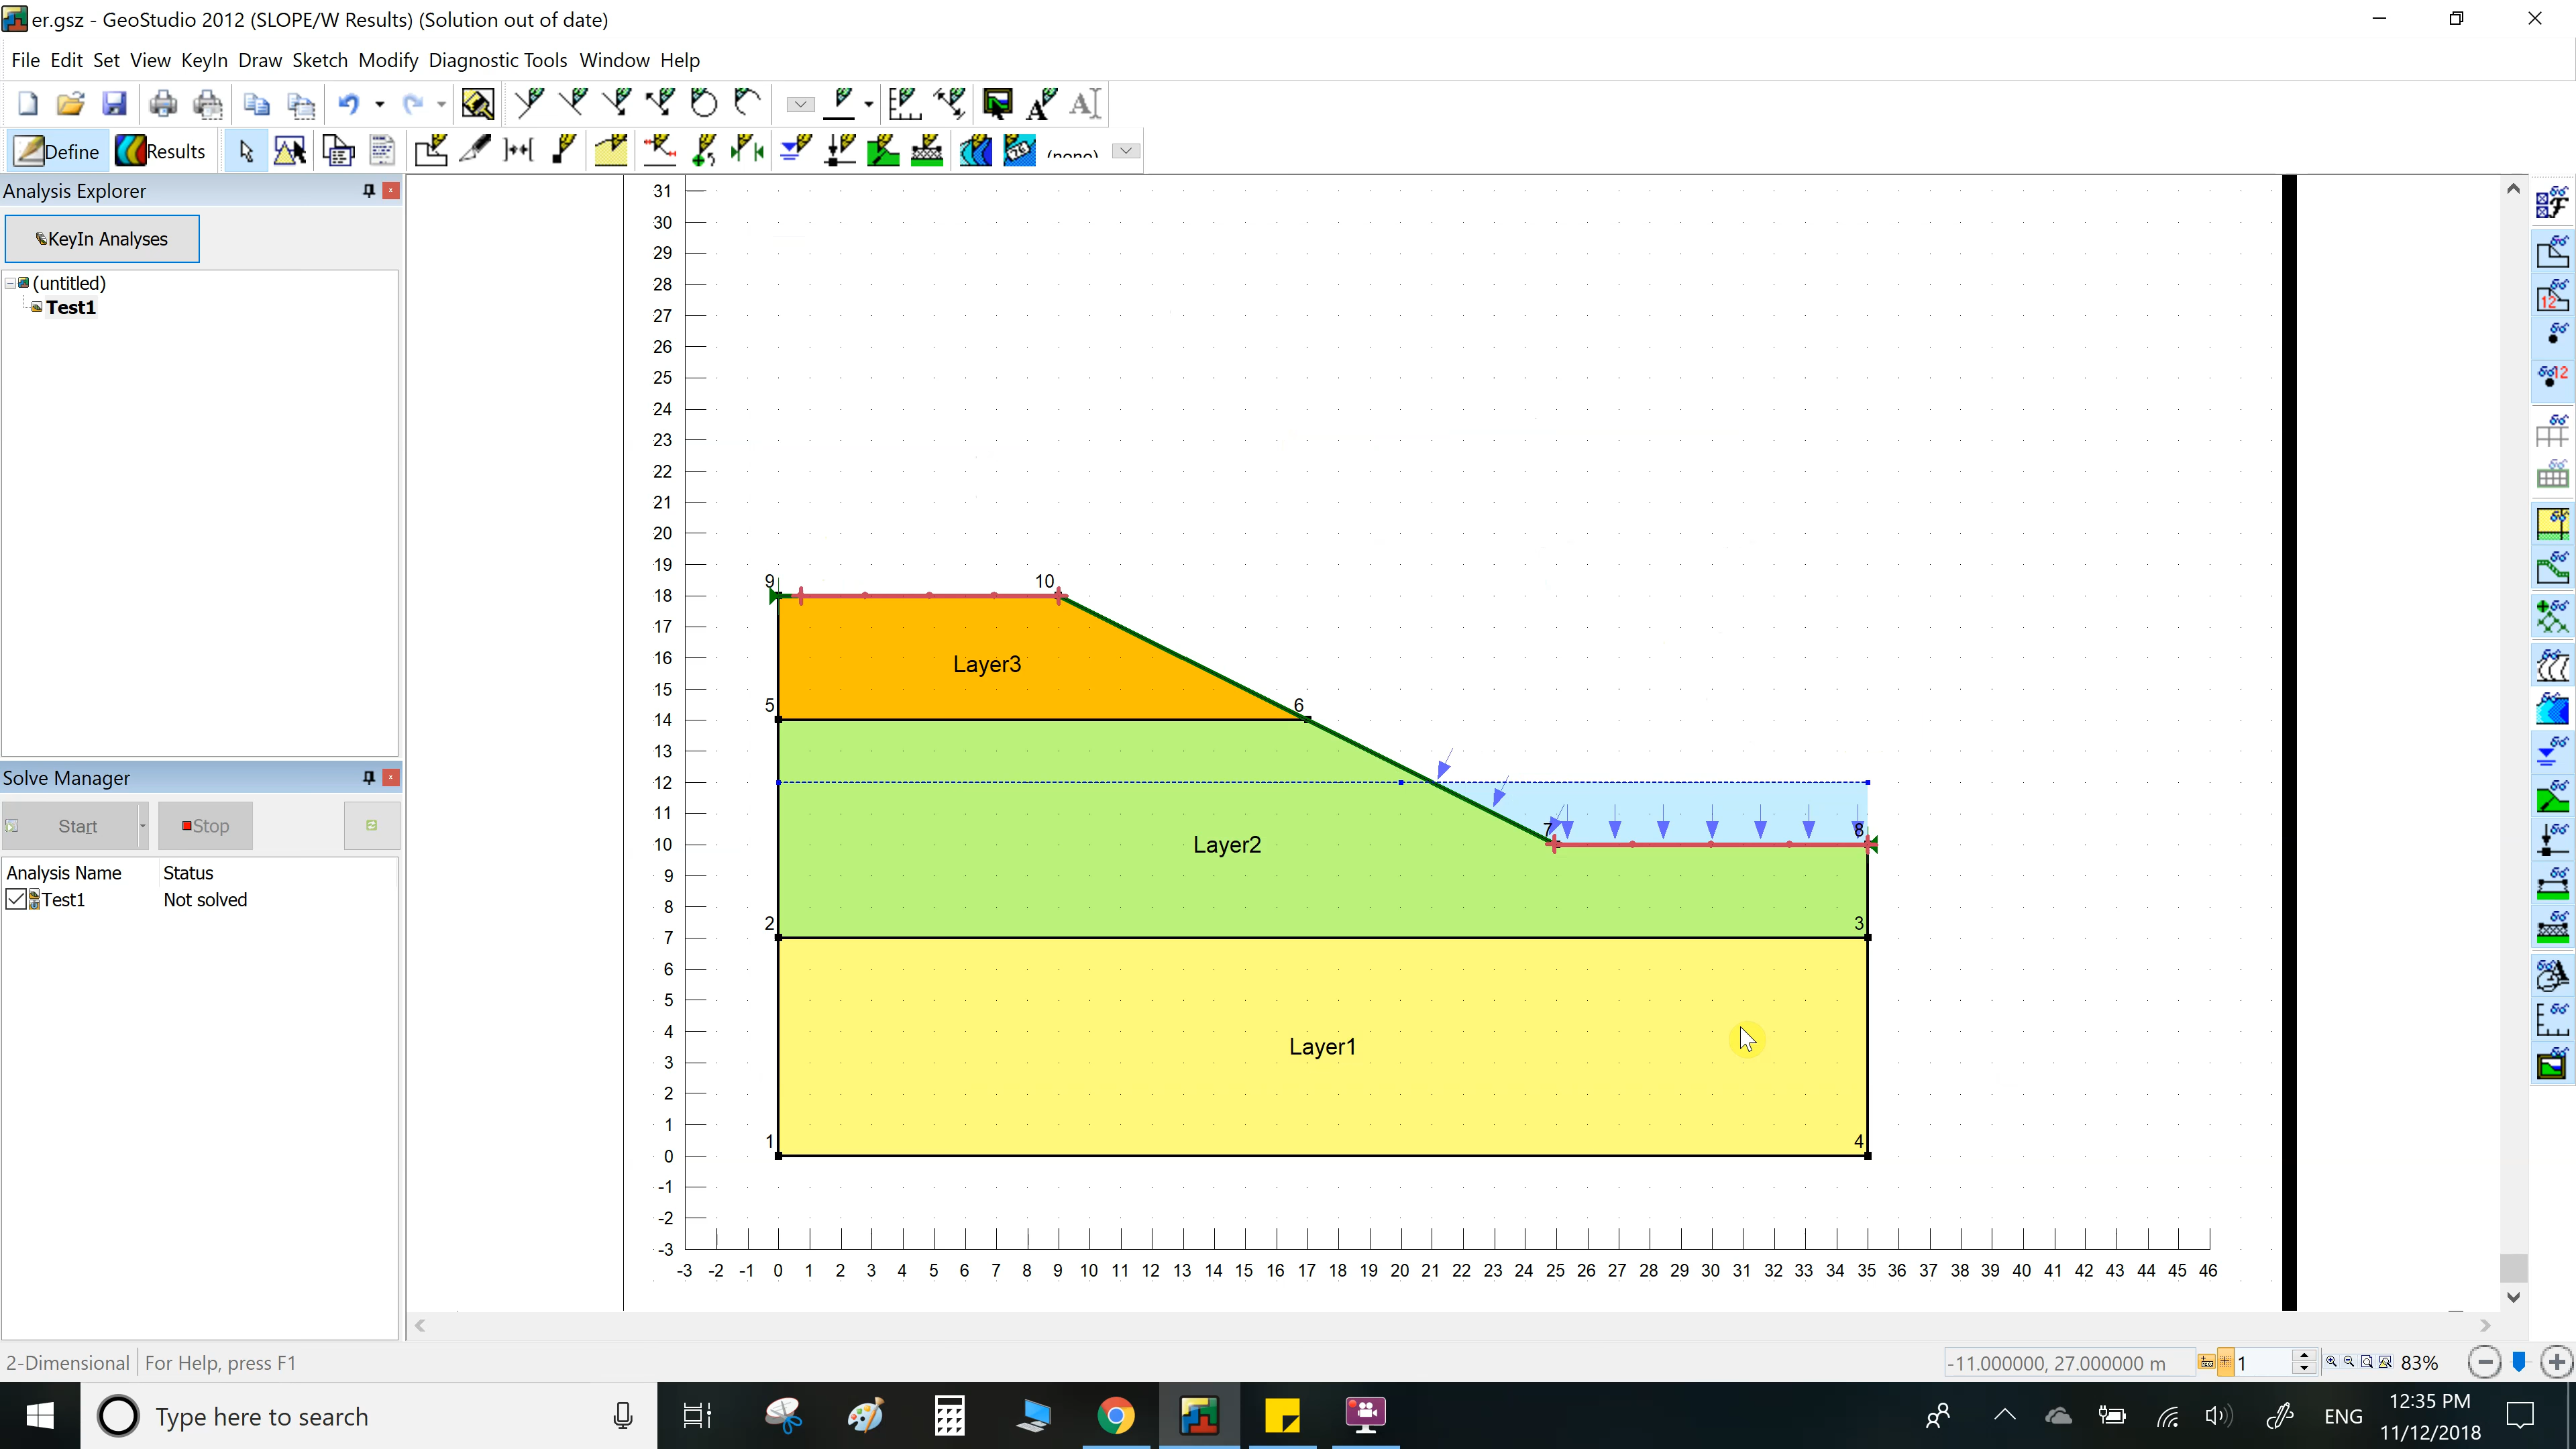 er.gsz - GeoStudio 2012 (SLOPE/W Results) (Solution out of date)
File Edit Set View KeyIn Draw Sketch Modify Diagnostic Tools Window Help
Define Results (none)
Analysis Explorer
KeyIn Analyses
(untitled)
Test1
Solve Manager
Start Stop
Analysis Name Status
Test1 Not solved
31
30
29
28
27
26
25
24
23
22
21
20
19
18
17
16
15
14
13
12
11
10
9
8
7
6
5
4
3
2
1
0
-1
-2
-3
-3 -2 -1 0 1 2 3 4 5 6 7 8 9 10 11 12 13 14 15 16 17 18 19 20 21 22 23 24 25 26 27 28 29 30 31 32 33 34 35 36 37 38 39 40 41 42 43 44 45 46
9 10
Layer3
5 6
7 8
Layer2
2 3
Layer1
1 4
12
12
2-Dimensional For Help, press F1
-11.000000, 27.000000 m 1 83%
Type here to search
ENG
12:35 PM
11/12/2018